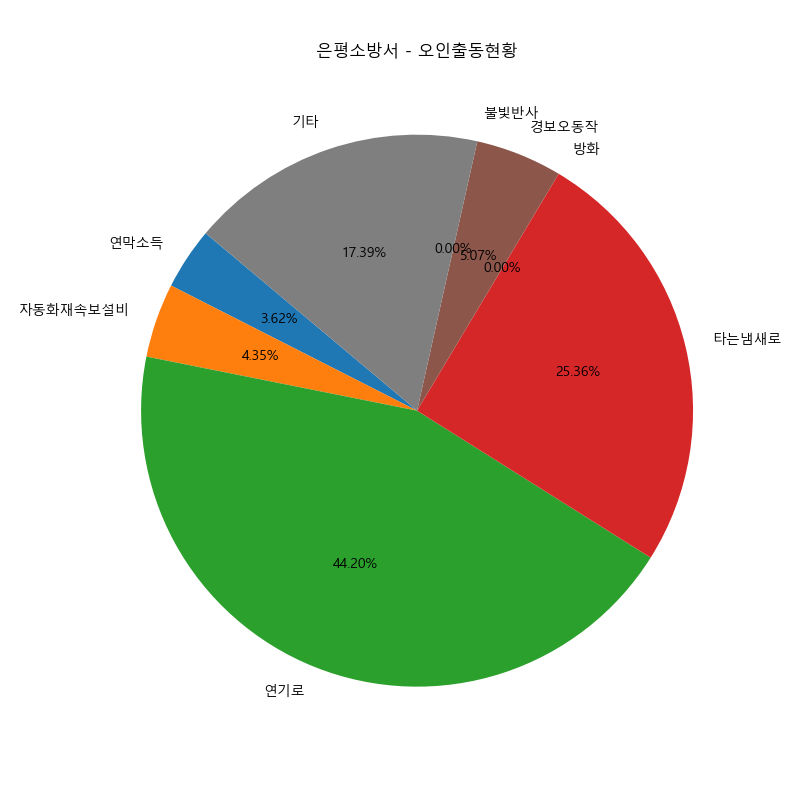 은평소방서 - 오인출동현황
불빛반사
기타
경보오동작
방화
연막소독
0.00%
17.39%
5.07%
0.00%
자동화재속보설비
3.62%
타는냄새로
4.35%
25.36%
44.20%
연기로